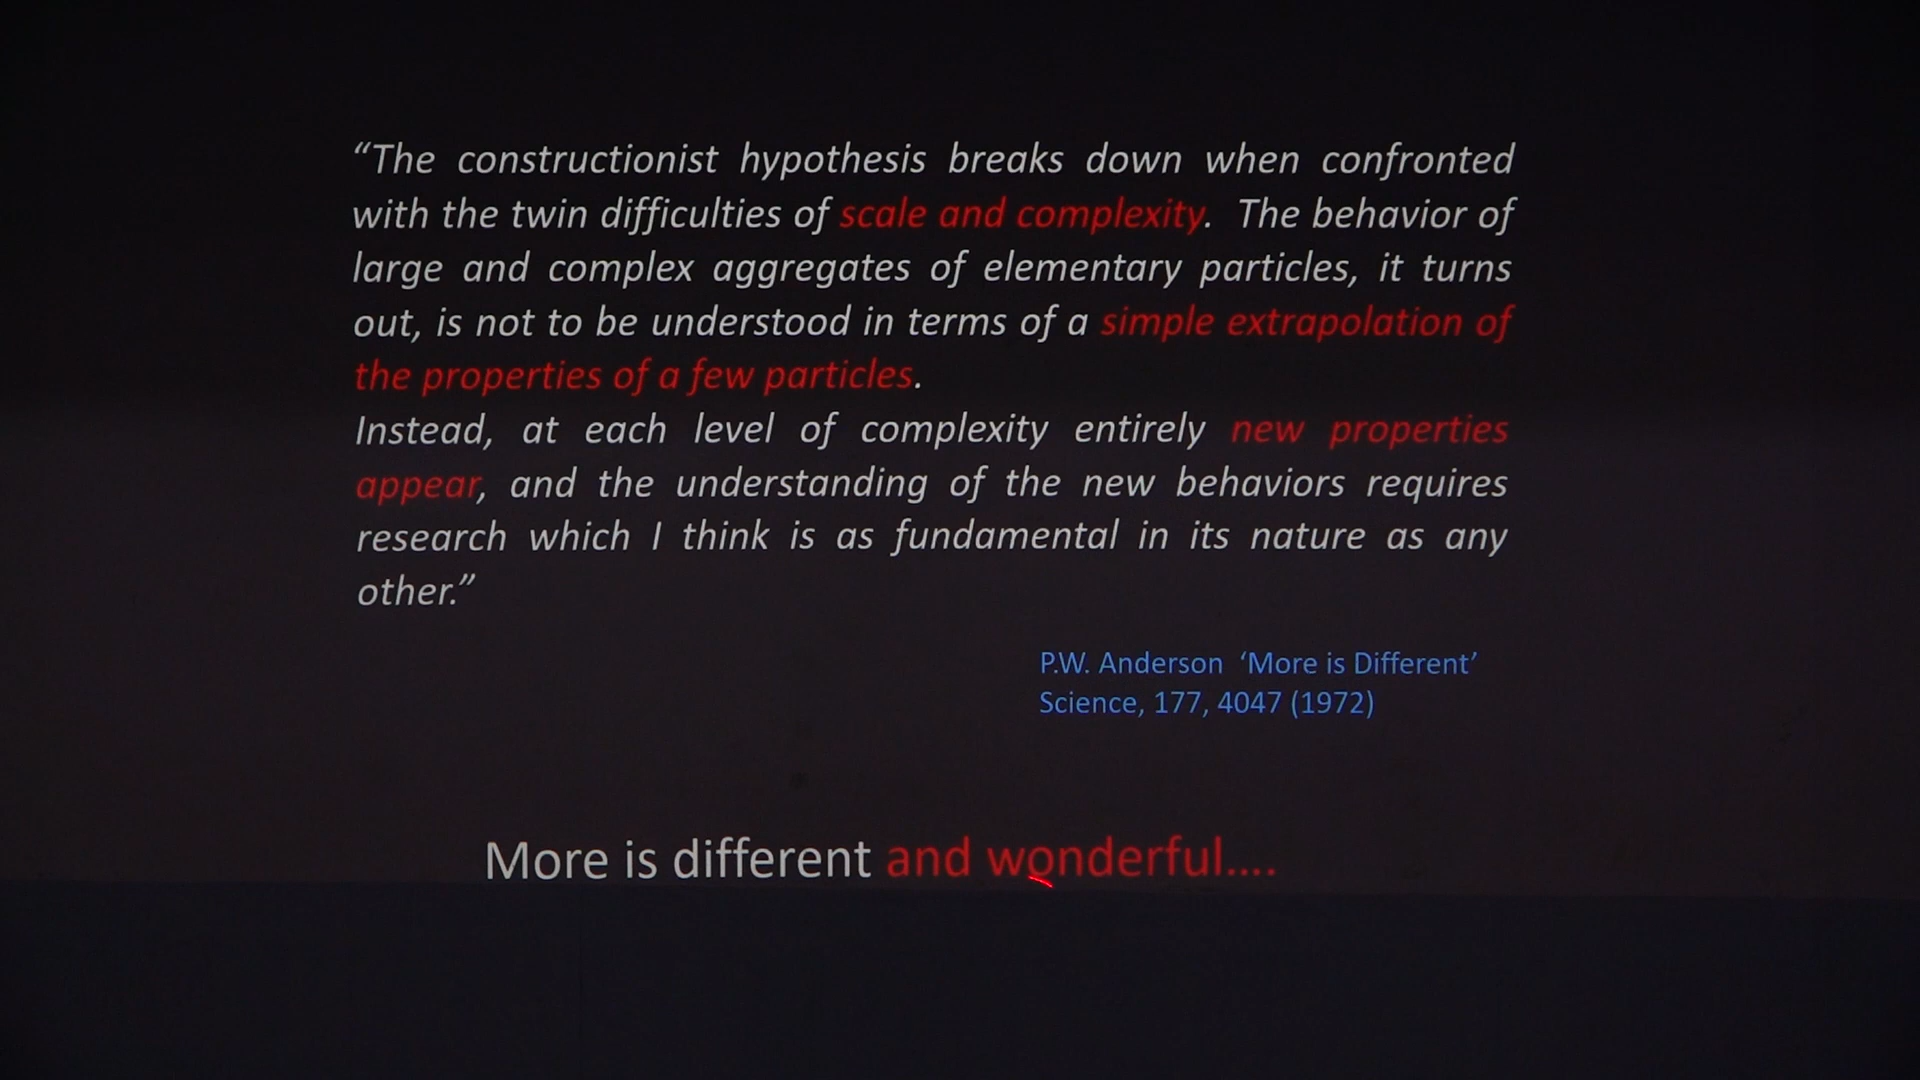 “The constructionist hypothesis breaks down when confronted
with the twin difficulties of scale and complexity. The behavior of
large and complex aggregates of elementary particles, it turns
out, is not to be understood in terms of a simple extrapolation of
the properties of a few particles.
Instead, at each level of complexity entirely new properties
appear, and the understanding of the new behaviors requires
research which I think is as fundamental in its nature as any
other.”
P.W. Anderson ‘More is Different’
Science, 177, 4047 (1972)
More is different and wonderful....